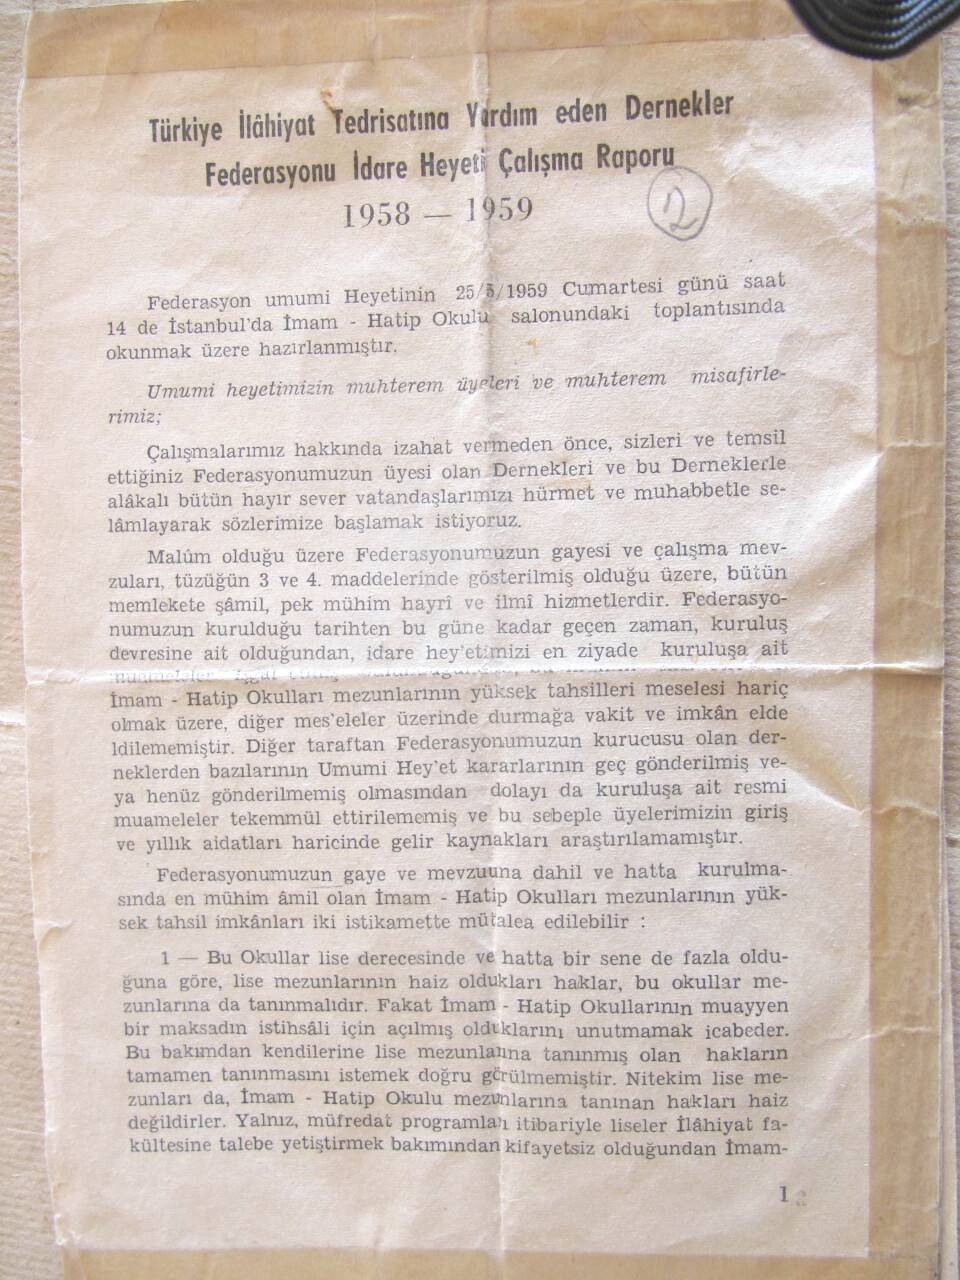 Türkiye İlâhiyat Tedrisatına Yardım eden Dernekler
Federasyonu İdare Heyeti Çalışma Raporu
1958 — 1959
2
Federasyon umumi Heyetinin 25/5/1959 Cumartesi günü saat
14 de İstanbul'da İmam - Hatip Okulu salonundaki toplantısında
okunmak üzere hazırlanmıştır.
Umumi heyetimizin muhterem üyeleri ve muhterem misafirle-
rimiz;
Çalışmalarımız hakkında izahat vermeden önce, sizleri ve temsil
ettiğiniz Federasyonumuzun üyesi olan Dernekleri ve bu Derneklerle
alâkalı bütün hayır sever vatandaşlarımızı hürmet ve muhabbetle se-
lâmlayarak sözlerimize başlamak istiyoruz.
Malûm olduğu üzere Federasyonumuzun gayesi ve çalışma mev-
zuları, tüzüğün 3 ve 4. maddelerinde gösterilmiş olduğu üzere, bütün
memlekete şâmil, pek mühim hayrî ve ilmî hizmetlerdir. Federasyo-
numuzun kurulduğu tarihten bu güne kadar geçen zaman, kuruluş
devresine ait olduğundan, idare hey'etimizi en ziyade kuruluşa ait
muameleler işgal etmiş
İmam - Hatip Okulları mezunlarının yüksek tahsilleri meselesi hariç
olmak üzere, diğer mes'eleler üzerinde durmağa vakit ve imkân elde
ldilememiştir. Diğer taraftan Federasyonumuzun kurucusu olan der-
neklerden bazılarının Umumi Hey'et kararlarının geç gönderilmiş ve-
ya henüz gönderilmemiş olmasından dolayı da kuruluşa ait resmi
muameleler tekemmül ettirilememiş ve bu sebeple üyelerimizin giriş
ve yıllık aidatları haricinde gelir kaynakları araştırılamamıştır.
Federasyonumuzun gaye ve mevzuuna dahil ve hatta kurulma-
sında en mühim âmil olan İmam - Hatip Okulları mezunlarının yük-
sek tahsil imkânları iki istikamette mütalea edilebilir :
1 — Bu Okullar lise derecesinde ve hatta bir sene de fazla oldu-
ğuna göre, lise mezunlarının haiz oldukları haklar, bu okullar me-
zunlarına da tanınmalıdır. Fakat İmam - Hatip Okullarının muayyen
bir maksadın istihsâli için açılmış olduklarını unutmamak icabeder.
Bu bakımdan kendilerine lise mezunlarına tanınmış olan hakların
tamamen tanınmasını istemek doğru görülmemiştir. Nitekim lise me-
zunları da, İmam - Hatip Okulu mezunlarına tanınan hakları haiz
değildirler. Yalnız, müfredat programları itibariyle liseler İlâhiyat fa-
kültesine talebe yetiştirmek bakımından kifayetsiz olduğundan İmam-
1